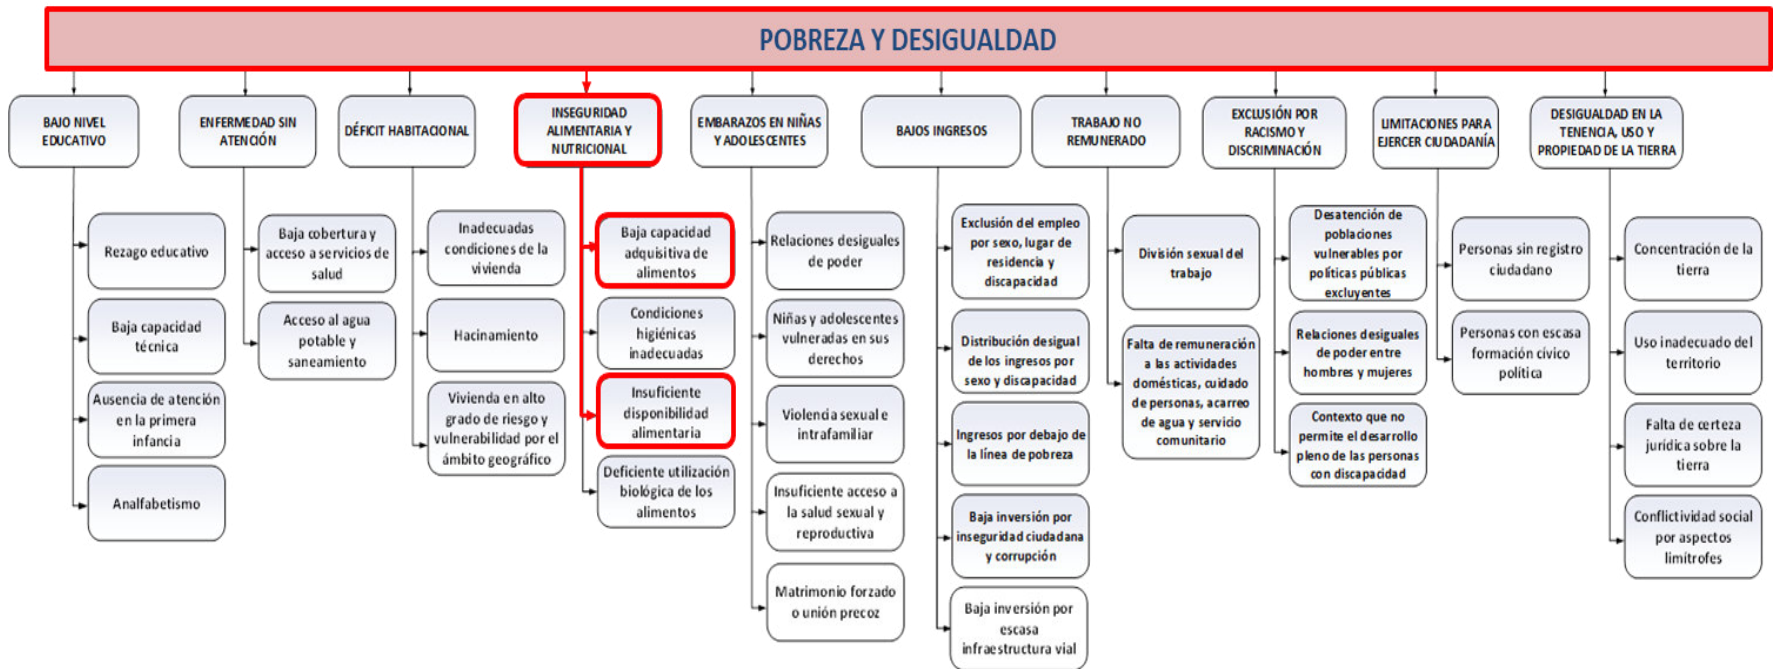 POBREZA Y DESIGUALDAD
BAJO NIVEL
EDUCATIVO
Rezago educativo
Baja capacidad
técnica
Ausencia de atención
en la primera
infancia
Analfabetismo
ENFERMEDAD SIN
ATENCIÓN
Baja cobertura y
acceso a servicios de
salud
Acceso al agua
potable y
saneamiento
DÉFICIT HABITACIONAL
Inadecuadas
condiciones de la
vivienda
Hacinamiento
Vivienda en alto
grado de riesgo y
vulnerabilidad por el
ámbito geográfico
INSEGURIDAD
ALIMENTARIA Y
NUTRICIONAL
Baja capacidad
adquisitiva de
alimentos
Condiciones
higiénicas
inadecuadas
Insuficiente
disponibilidad
alimentaria
Deficiente utilización
biológica de los
alimentos
EMBARAZOS EN NIÑAS
Y ADOLESCENTES
Relaciones desiguales
de poder
Niñas y adolescentes
vulneradas en sus
derechos
Violencia sexual e
intrafamiliar
Insuficiente acceso a
la salud sexual y
reproductiva
Matrimonio forzado
o unión precoz
BAJOS INGRESOS
Exclusión del empleo
por sexo, lugar de
residencia y
discapacidad
Distribución desigual
de los ingresos por
sexo y discapacidad
Ingresos por debajo de
la línea de pobreza
Baja inversión por
inseguridad ciudadana
y corrupción
Baja inversión por
escasa
infraestructura vial
TRABAJO NO
REMUNERADO
División sexual del
trabajo
Falta de remuneración
a las actividades
domésticas, cuidado
de personas, acarreo
de agua y servicio
comunitario
EXCLUSIÓN POR
RACISMO Y
DISCRIMINACIÓN
Desatención de
poblaciones
vulnerables por
políticas públicas
excluyentes
Relaciones desiguales
de poder entre
hombres y mujeres
Contexto que no
permite el desarrollo
pleno de las personas
con discapacidad
LIMITACIONES PARA
EJERCER CIUDADANÍA
Personas sin registro
ciudadano
Personas con escasa
formación cívico
política
DESIGUALDAD EN LA
TENENCIA, USO Y
PROPIEDAD DE LA TIERRA
Concentración de la
tierra
Uso inadecuado del
territorio
Falta de certeza
jurídica sobre la
tierra
Conflictividad social
por aspectos
limítrofes